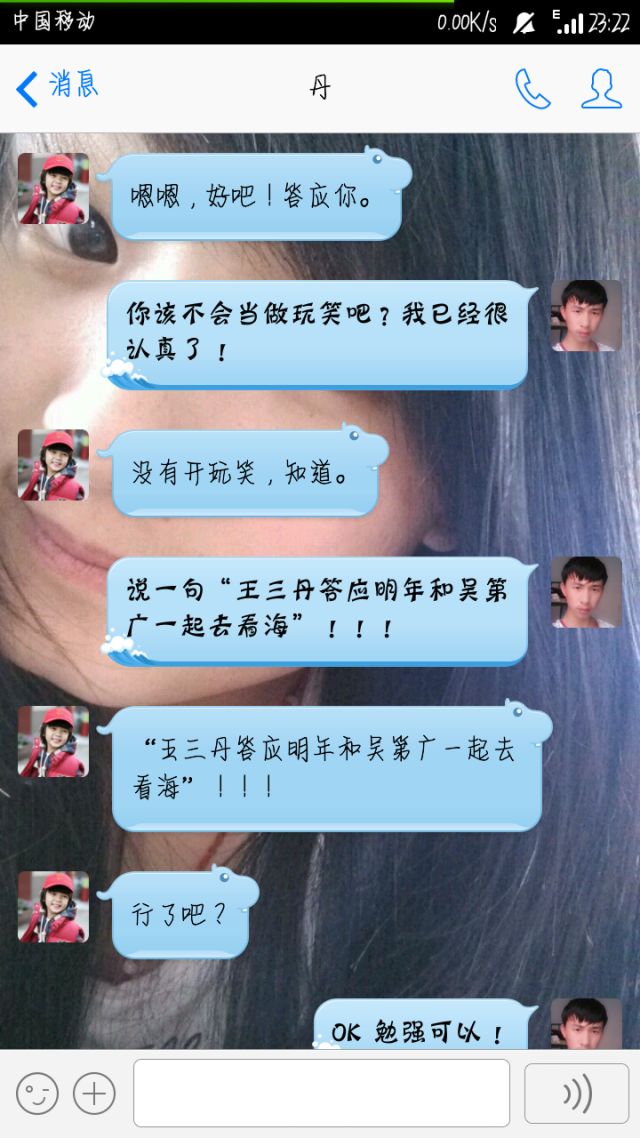 中国移动 0.00K/s E 23:22
消息 丹
嗯嗯，好吧！答应你。
你该不会当做玩笑吧？我已经很
认真了！
没有开玩笑，知道。
说一句“王三丹答应明年和吴第
广一起去看海”！！！
“王三丹答应明年和吴第广一起去
看海”！！！
行了吧？
OK 勉强可以！